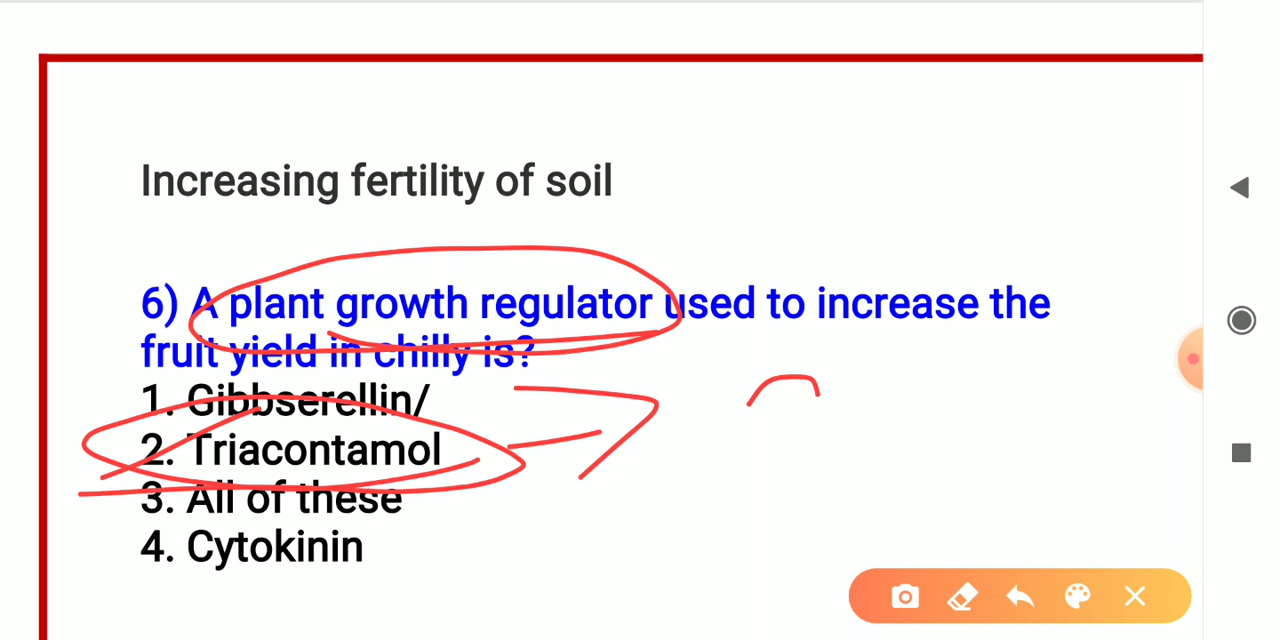 Increasing fertility of soil
6) A plant growth regulator used to increase the
fruit yield in chilly is?
1. Gibbserellin/
2. Triacontamol
3. All of these
4. Cytokinin